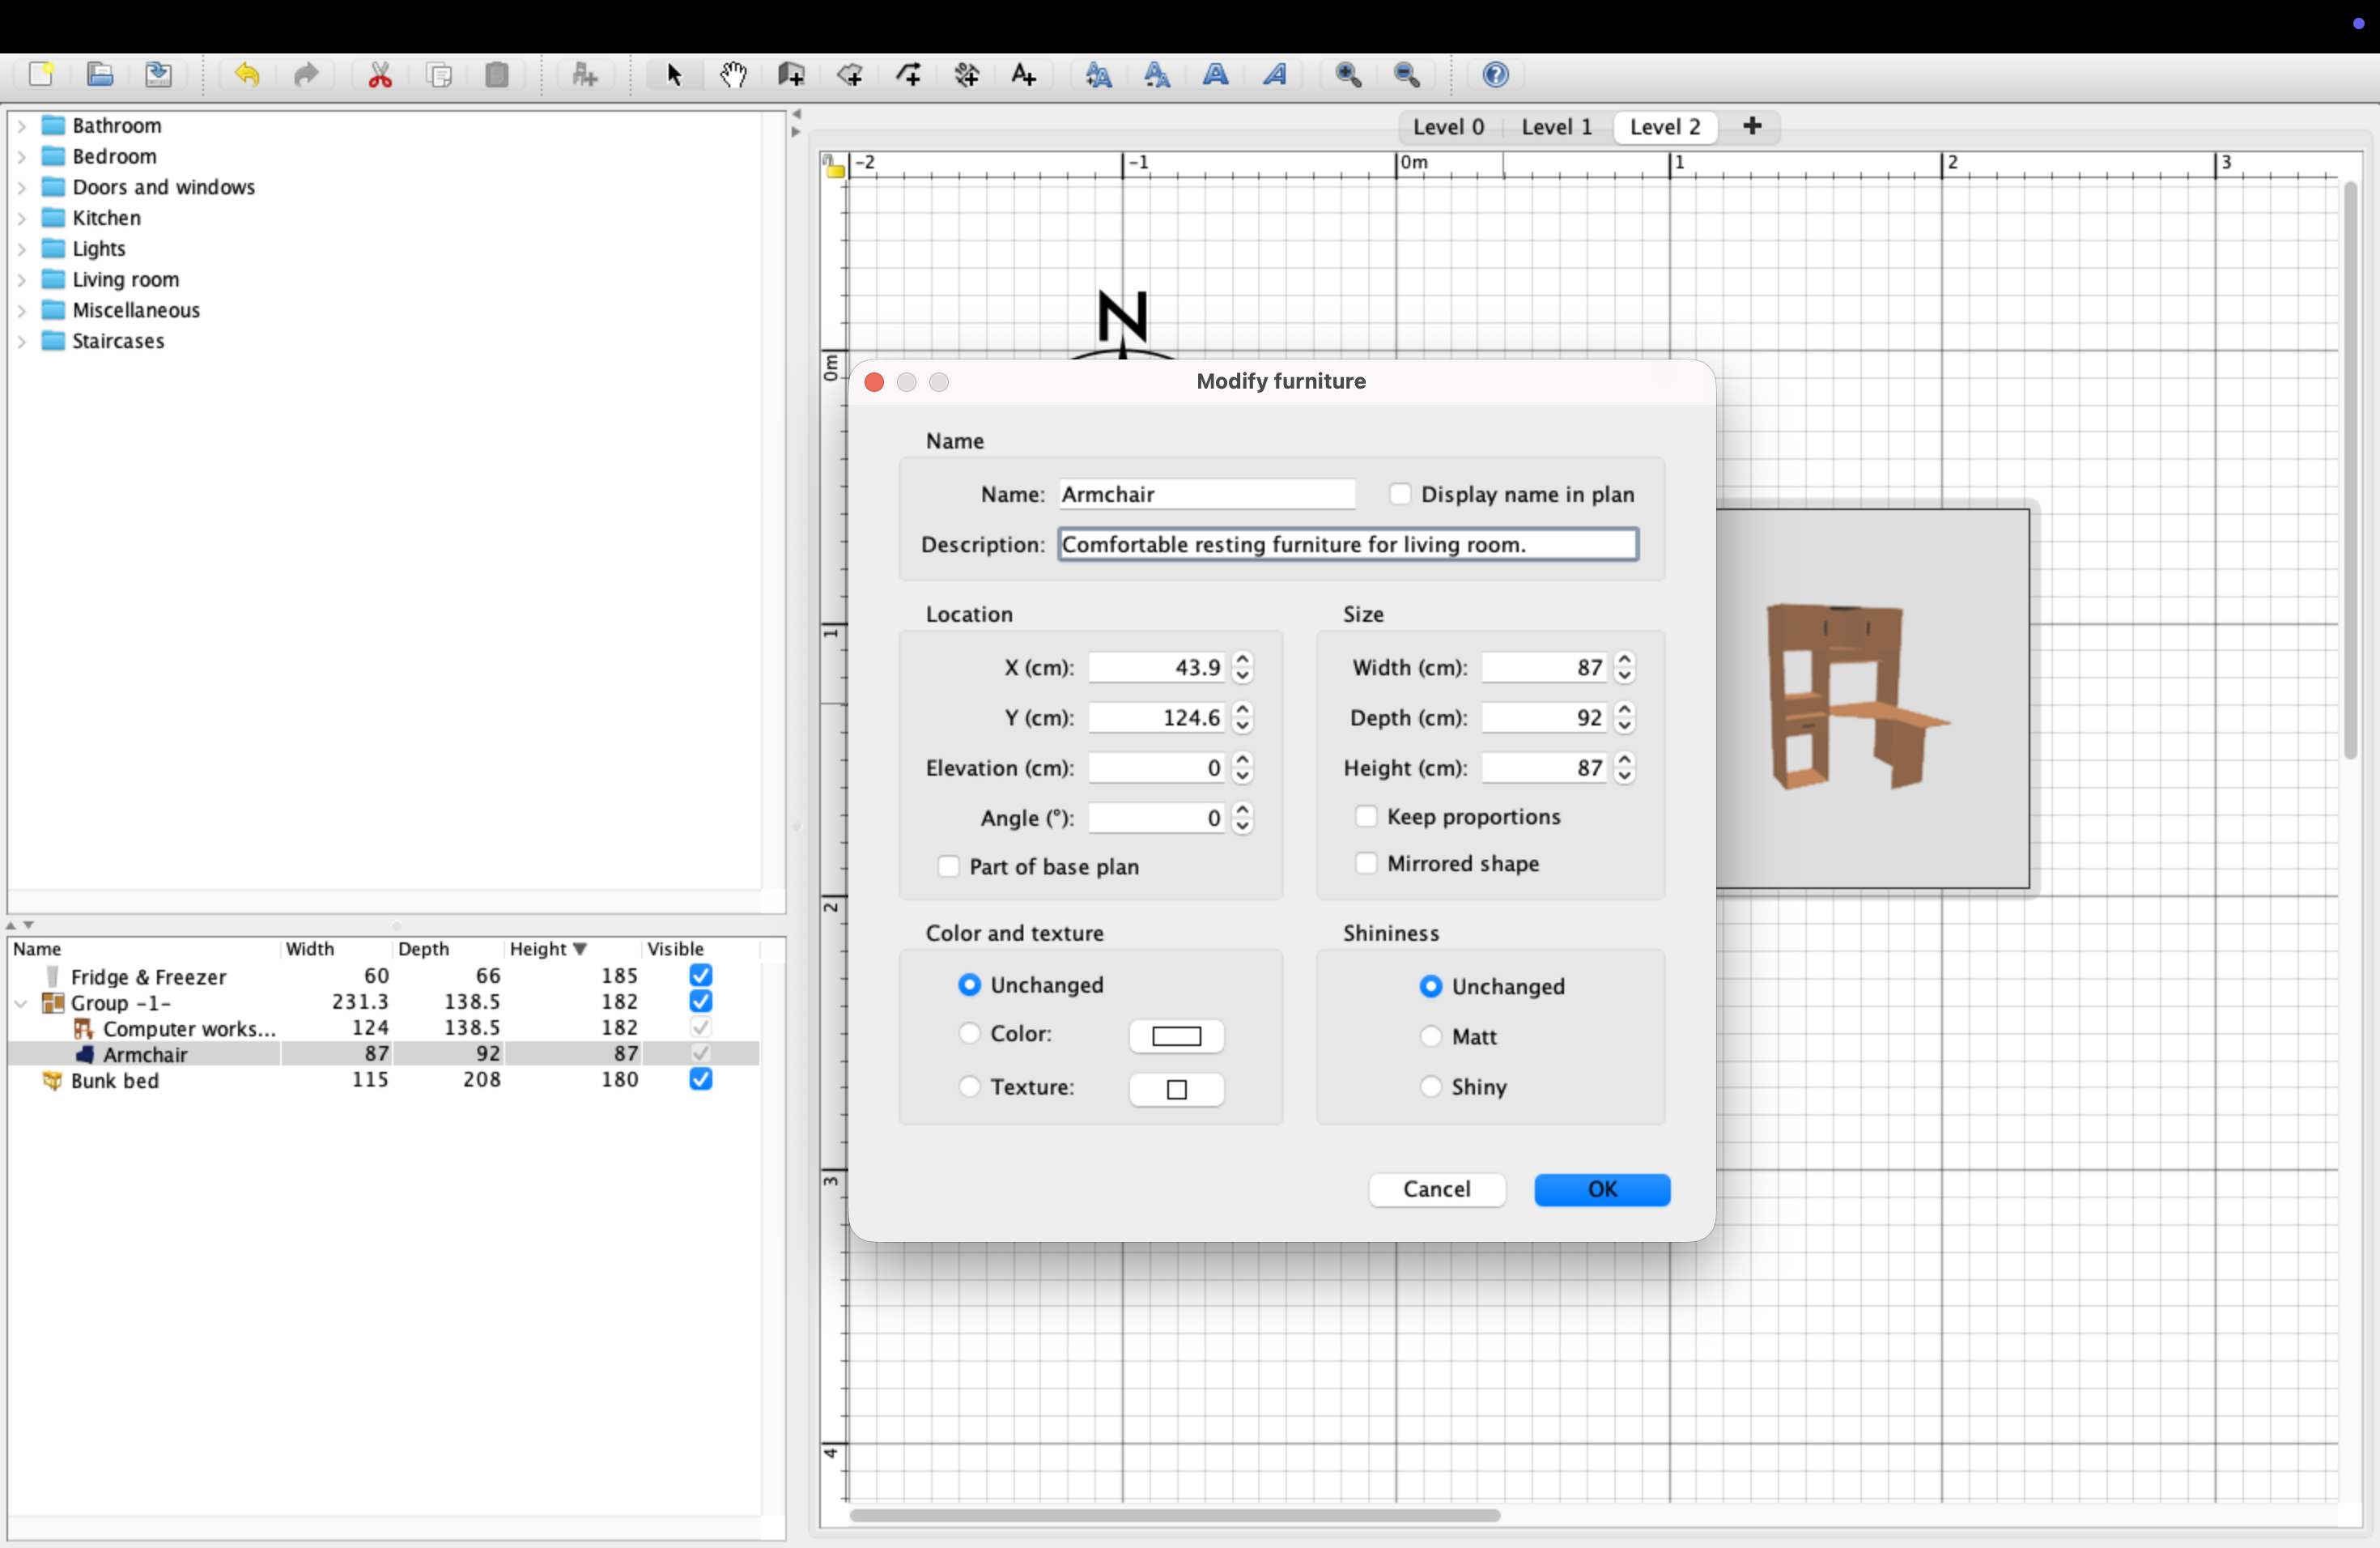 Level 0 Level 1 Level 2 +
Bathroom
Bedroom
Doors and windows
Kitchen
Lights
Living room
Miscellaneous
Staircases
-2 -1 0m 1 2 3
0m
1
2
3
4
N
Modify furniture
Name
Name: Armchair Display name in plan
Description: Comfortable resting furniture for living room.
Location
X (cm): 43.9
Y (cm): 124.6
Elevation (cm): 0
Angle (°): 0
Part of base plan
Size
Width (cm): 87
Depth (cm): 92
Height (cm): 87
Keep proportions
Mirrored shape
Color and texture
Unchanged
Color:
Texture:
Shininess
Unchanged
Matt
Shiny
Cancel OK
Name Width Depth Height Visible
Fridge & Freezer 60 66 185
Group -1- 231.3 138.5 182
Computer works... 124 138.5 182
Armchair 87 92 87
Bunk bed 115 208 180